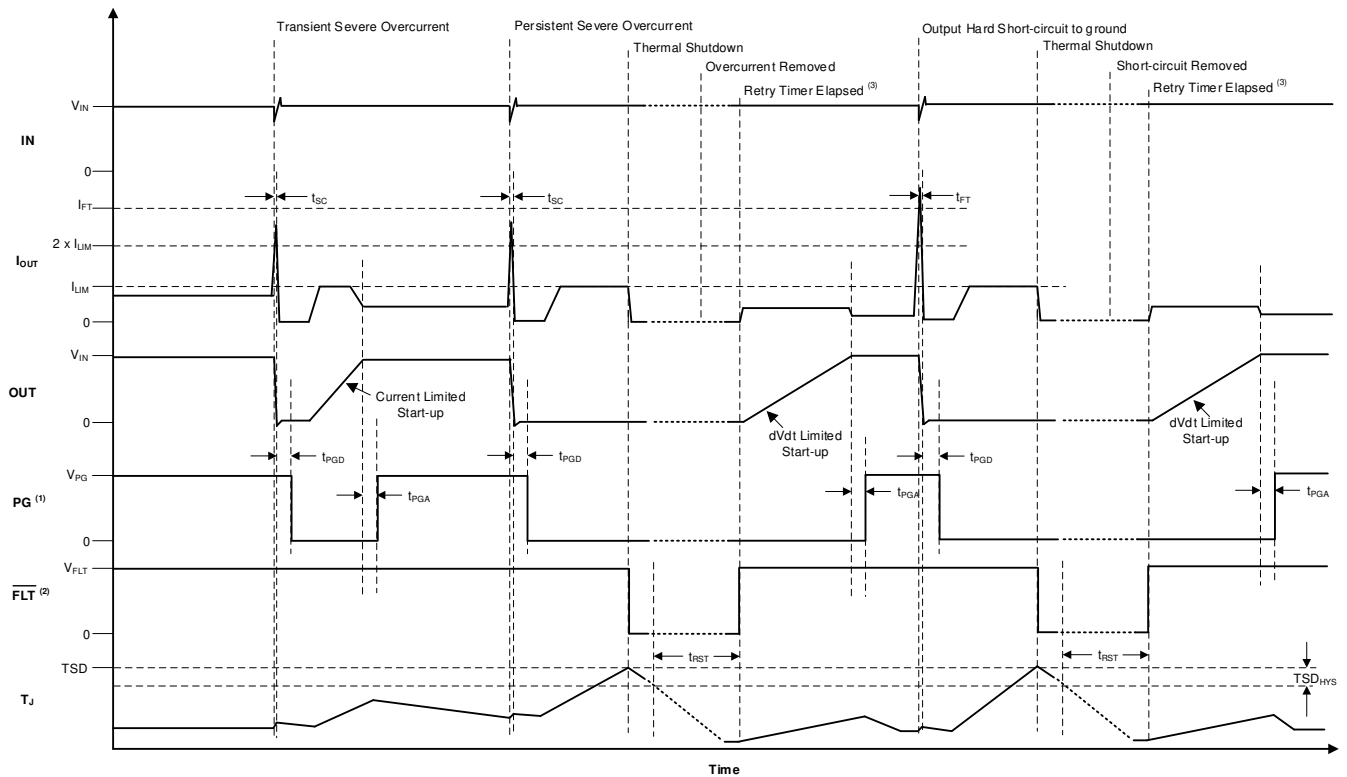 Transient Severe Overcurrent
Persistent Severe Overcurrent
Output Hard Short-circuit to ground
Thermal Shutdown
Thermal Shutdown
Overcurrent Removed
Short-circuit Removed
Retry Timer Elapsed (3)
Retry Timer Elapsed (3)
VIN
IN
0
tSC
tSC
tFT
IFT
2 x ILIM
IOUT
ILIM
0
VIN
OUT
Current Limited
Start-up
dVdt Limited
Start-up
dVdt Limited
Start-up
0
tPGD
tPGD
tPGD
VPG
PG (1)
tPGA
tPGA
tPGA
0
VFLT
FLT (2)
0
tRST
tRST
TSD
TSDHYS
TJ
Time